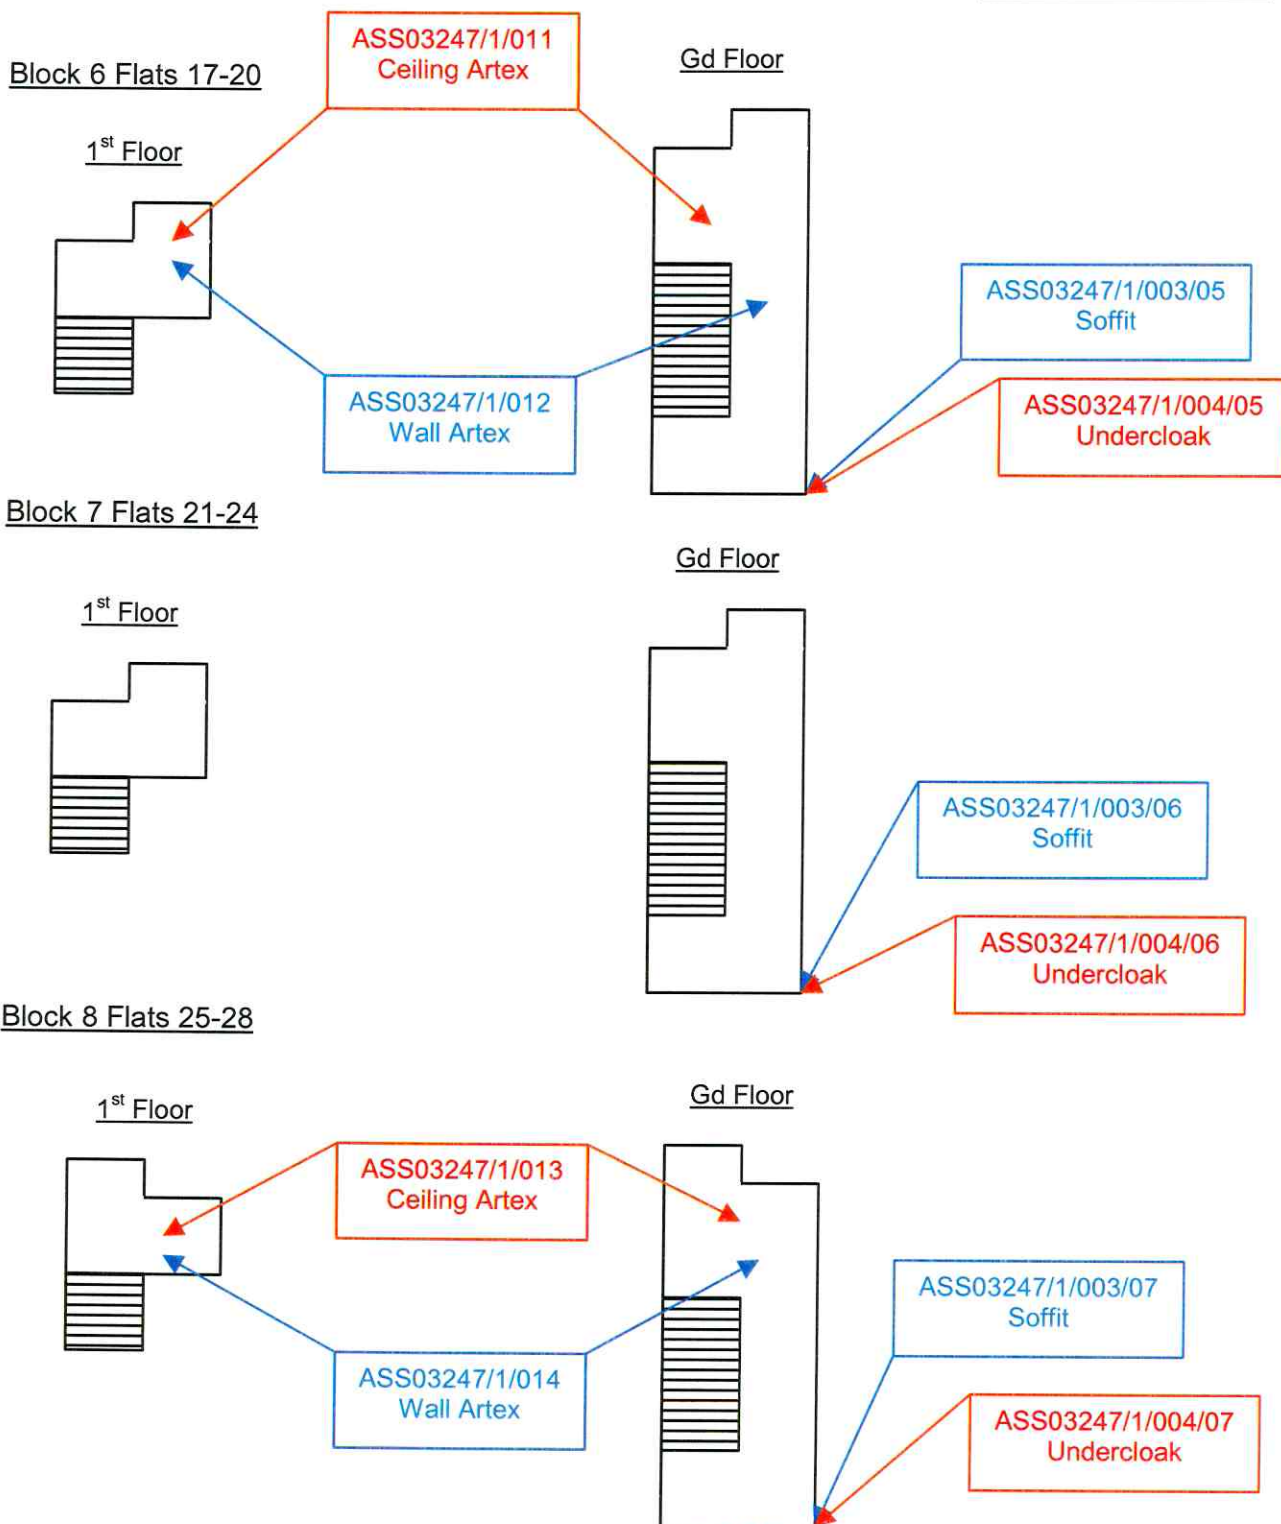 Block 6 Flats 17-20
ASS03247/1/011
Ceiling Artex
Gd Floor
1st Floor
ASS03247/1/003/05
Soffit
ASS03247/1/012
Wall Artex
ASS03247/1/004/05
Undercloak
Block 7 Flats 21-24
Gd Floor
1st Floor
ASS03247/1/003/06
Soffit
ASS03247/1/004/06
Undercloak
Block 8 Flats 25-28
1st Floor
Gd Floor
ASS03247/1/013
Ceiling Artex
ASS03247/1/003/07
Soffit
ASS03247/1/014
Wall Artex
ASS03247/1/004/07
Undercloak